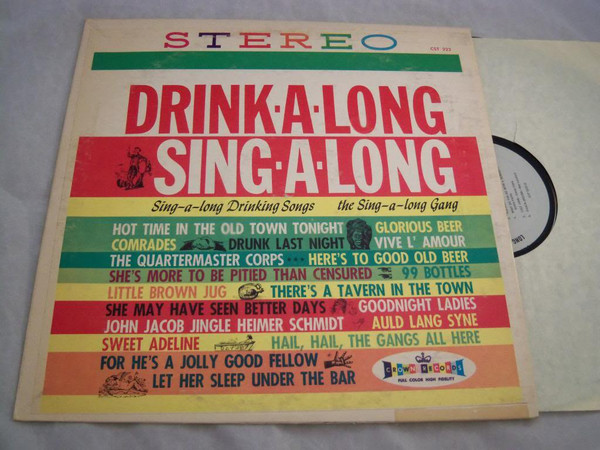 STEREO
DRINK·A·LONG
SING·A·LONG
Sing-a-long Drinking Songs the Sing-a-long Gang
HOT TIME IN THE OLD TOWN TONIGHT GLORIOUS BEER
COMRADES DRUNK LAST NIGHT VIVE L' AMOUR
THE QUARTERMASTER CORPS ··· HERE'S TO GOOD OLD BEER
SHE'S MORE TO BE PITIED THAN CENSURED 99 BOTTLES
LITTLE BROWN JUG THERE'S A TAVERN IN THE TOWN
SHE MAY HAVE SEEN BETTER DAYS GOODNIGHT LADIES
JOHN JACOB JINGLE HEIMER SCHMIDT AULD LANG SYNE
SWEET ADELINE HAIL, HAIL, THE GANGS ALL HERE
FOR HE'S A JOLLY GOOD FELLOW
LET HER SLEEP UNDER THE BAR
CROWN RECORDS
FULL COLOR HIGH FIDELITY